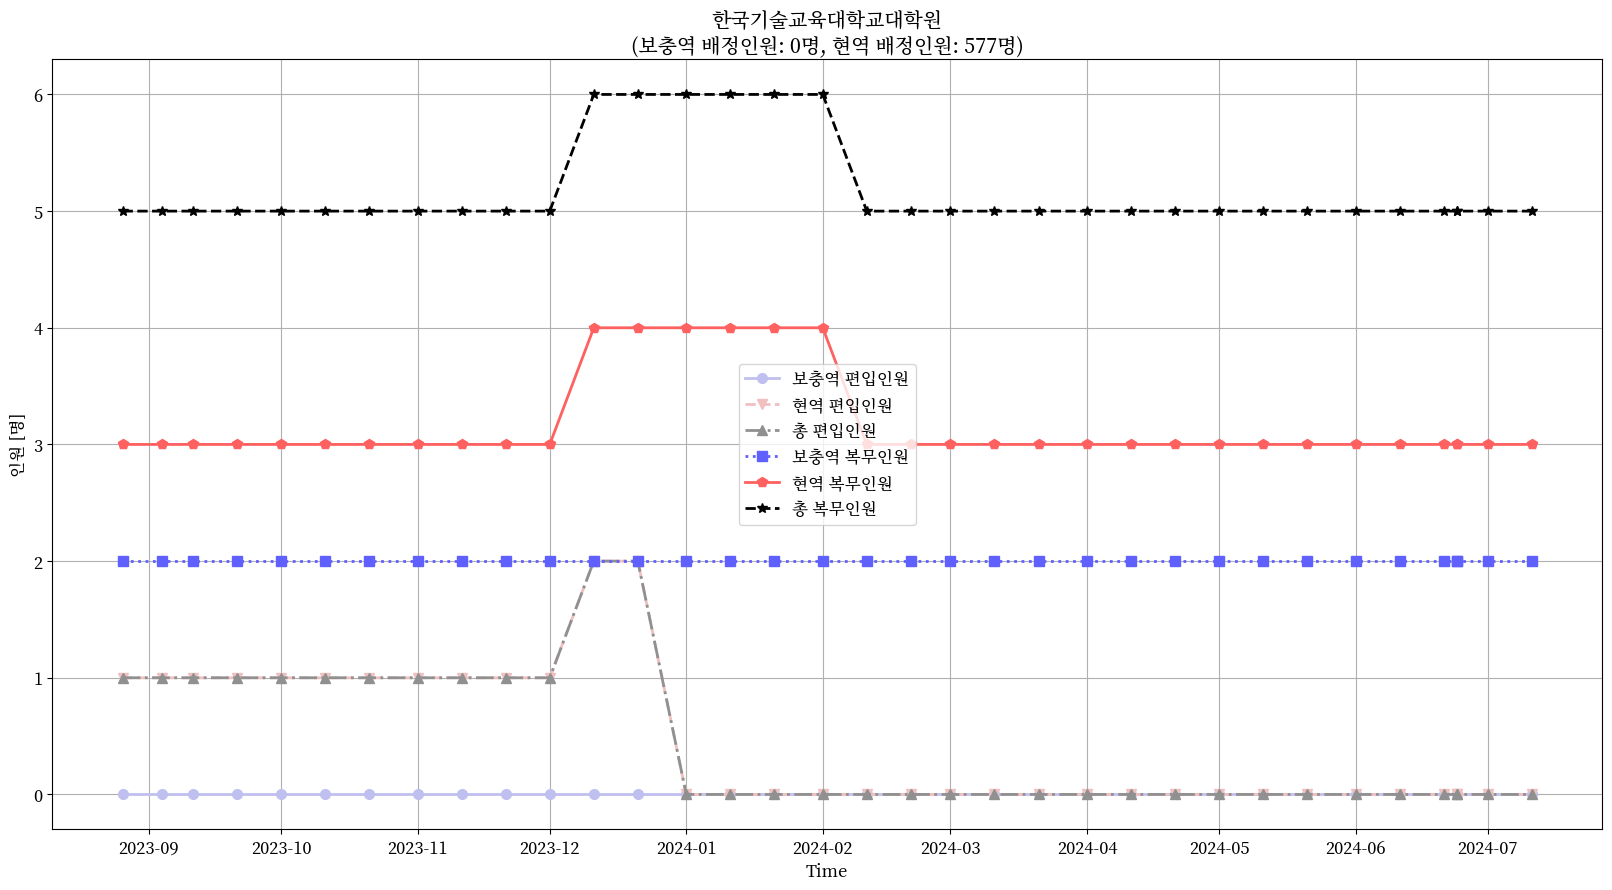 한국기술교육대학교대학원
(보충역 배정인원: 0명, 현역 배정인원: 577명)
인원 [명]
6
5
4
3
2
1
0
보충역 편입인원
현역 편입인원
총 편입인원
보충역 복무인원
현역 복무인원
총 복무인원
2023-09 2023-10 2023-11 2023-12 2024-01 2024-02 2024-03 2024-04 2024-05 2024-06 2024-07
Time